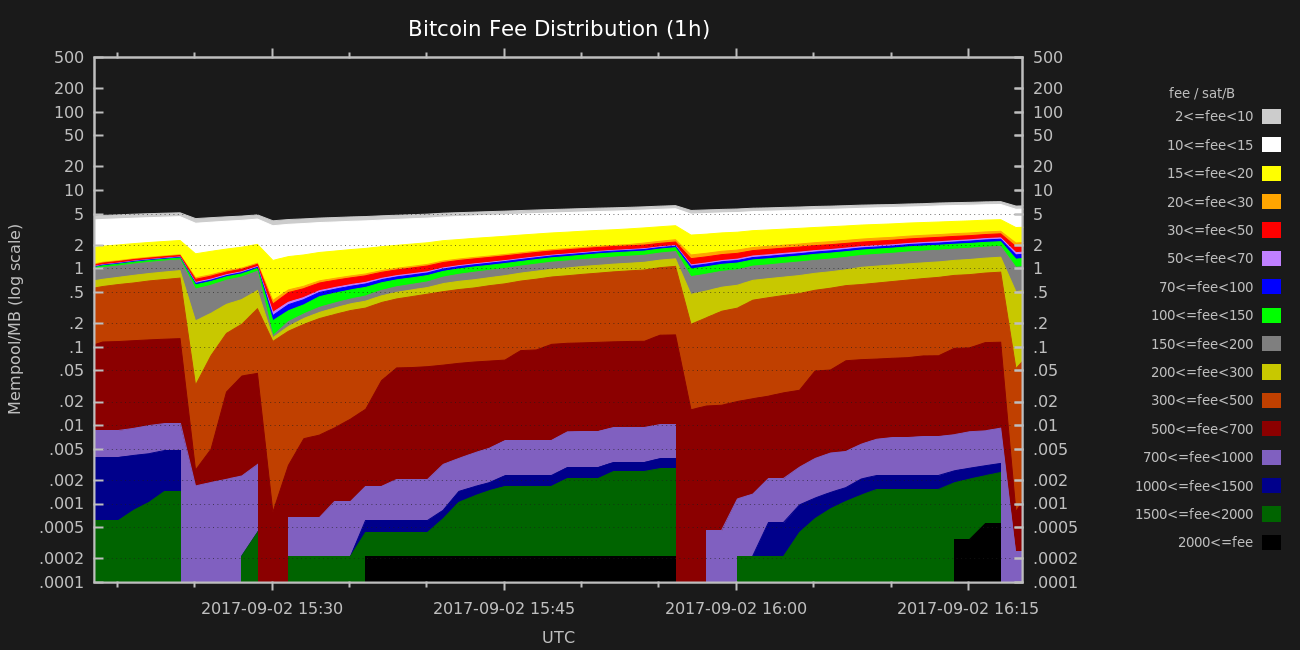 Bitcoin Fee Distribution (1h)
500 500
200 200
100 100
50 50
20 20
10 10
5 5
2 2
1 1
.5 .5
.2 .2
.1 .1
.05 .05
.02 .02
.01 .01
.005 .005
.002 .002
.001 .001
.0005 .0005
.0002 .0002
.0001 .0001
Mempool/MB (log scale)
2017-09-02 15:30 2017-09-02 15:45 2017-09-02 16:00 2017-09-02 16:15
UTC
fee / sat/B
2<=fee<10
10<=fee<15
15<=fee<20
20<=fee<30
30<=fee<50
50<=fee<70
70<=fee<100
100<=fee<150
150<=fee<200
200<=fee<300
300<=fee<500
500<=fee<700
700<=fee<1000
1000<=fee<1500
1500<=fee<2000
2000<=fee